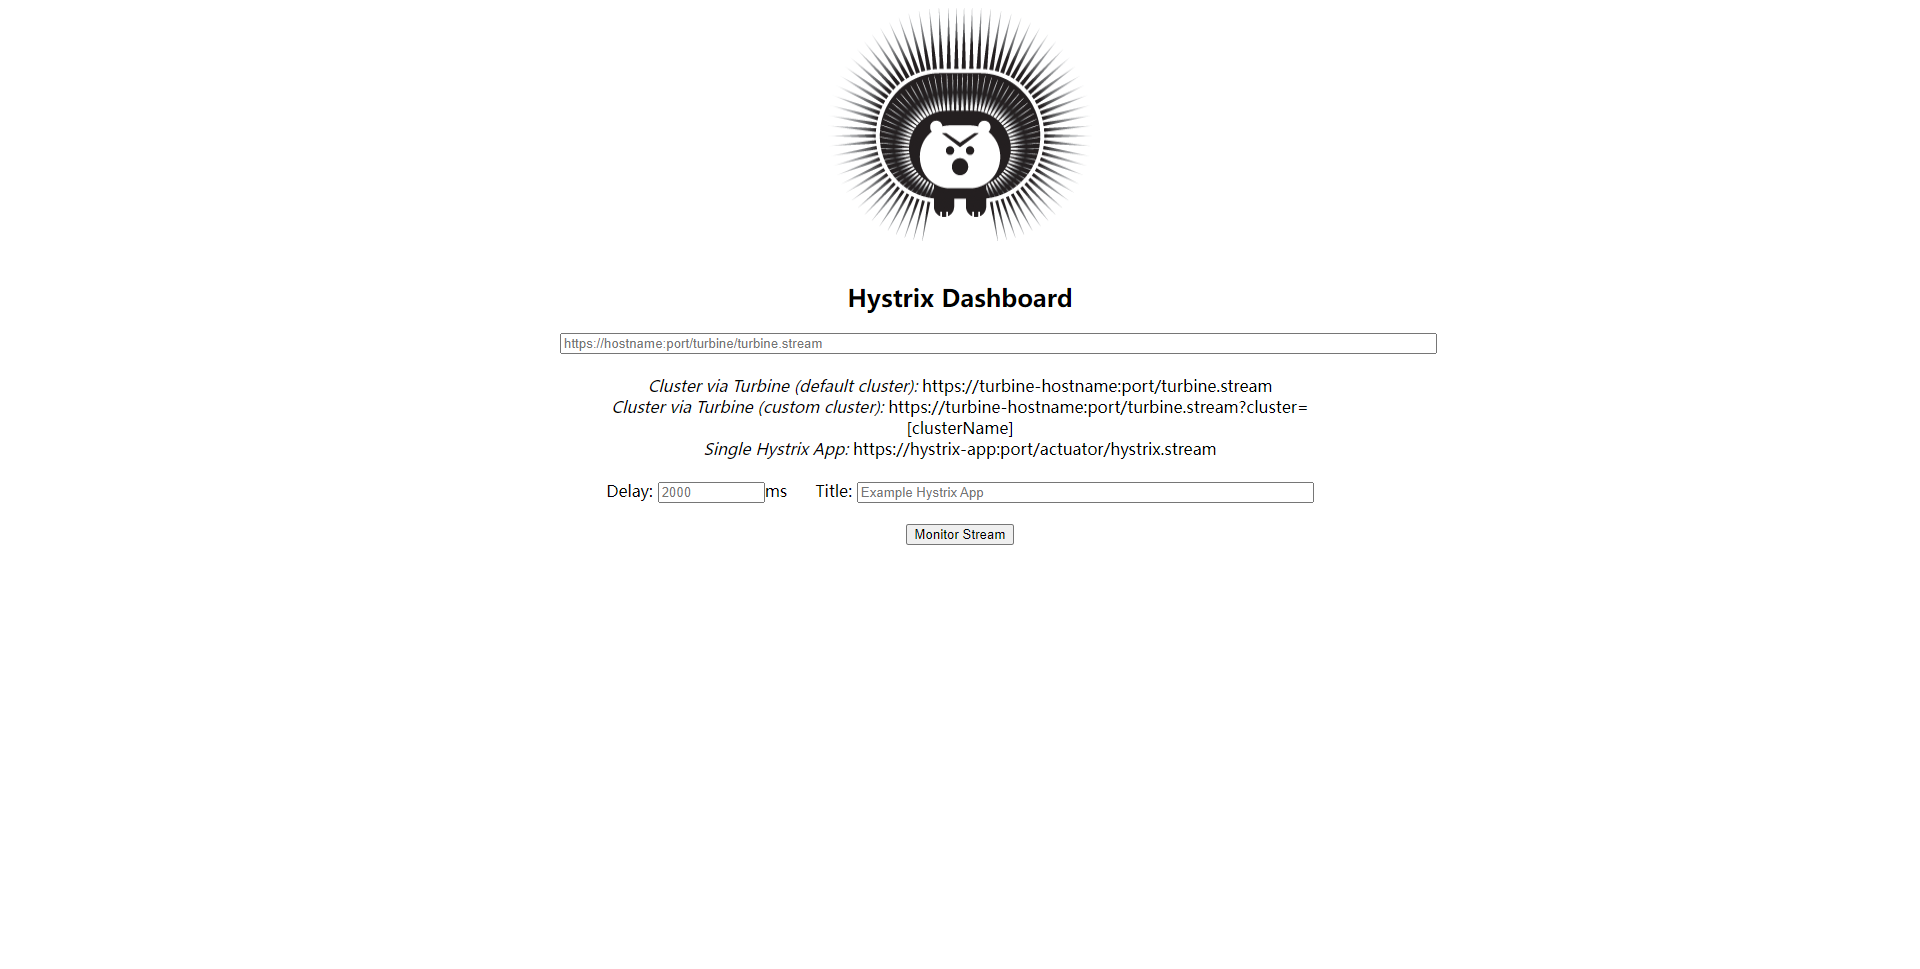 Hystrix Dashboard
https://hostname:port/turbine/turbine.stream
Cluster via Turbine (default cluster): https://turbine-hostname:port/turbine.stream
Cluster via Turbine (custom cluster): https://turbine-hostname:port/turbine.stream?cluster=
[clusterName]
Single Hystrix App: https://hystrix-app:port/actuator/hystrix.stream
Delay: 2000 ms Title: Example Hystrix App
Monitor Stream